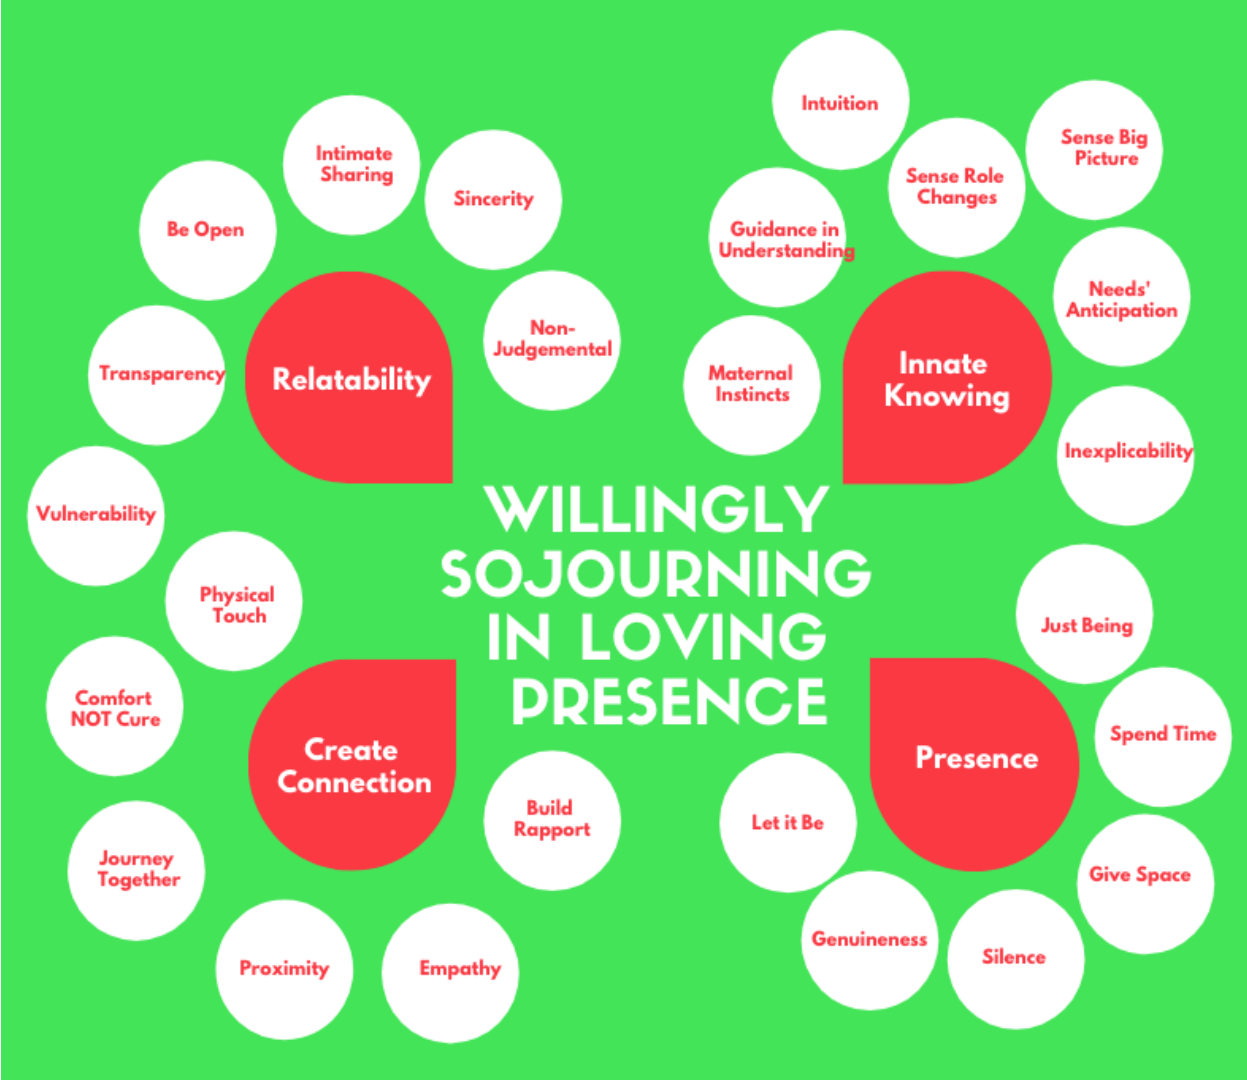 Intuition
Sense Big
Picture
Intimate
Sharing
Sincerity
Sense Role
Changes
Be Open
Guidance in
Understanding
Needs'
Anticipation
Non-
Judgemental
Transparency
Relatability
Maternal
Instincts
Innate
Knowing
Inexplicability
Vulnerability
WILLINGLY
SOJOURNING
IN LOVING
PRESENCE
Physical
Touch
Just Being
Comfort
NOT Cure
Create
Connection
Presence
Spend Time
Build
Rapport
Let it Be
Journey
Together
Give Space
Genuineness
Silence
Proximity
Empathy